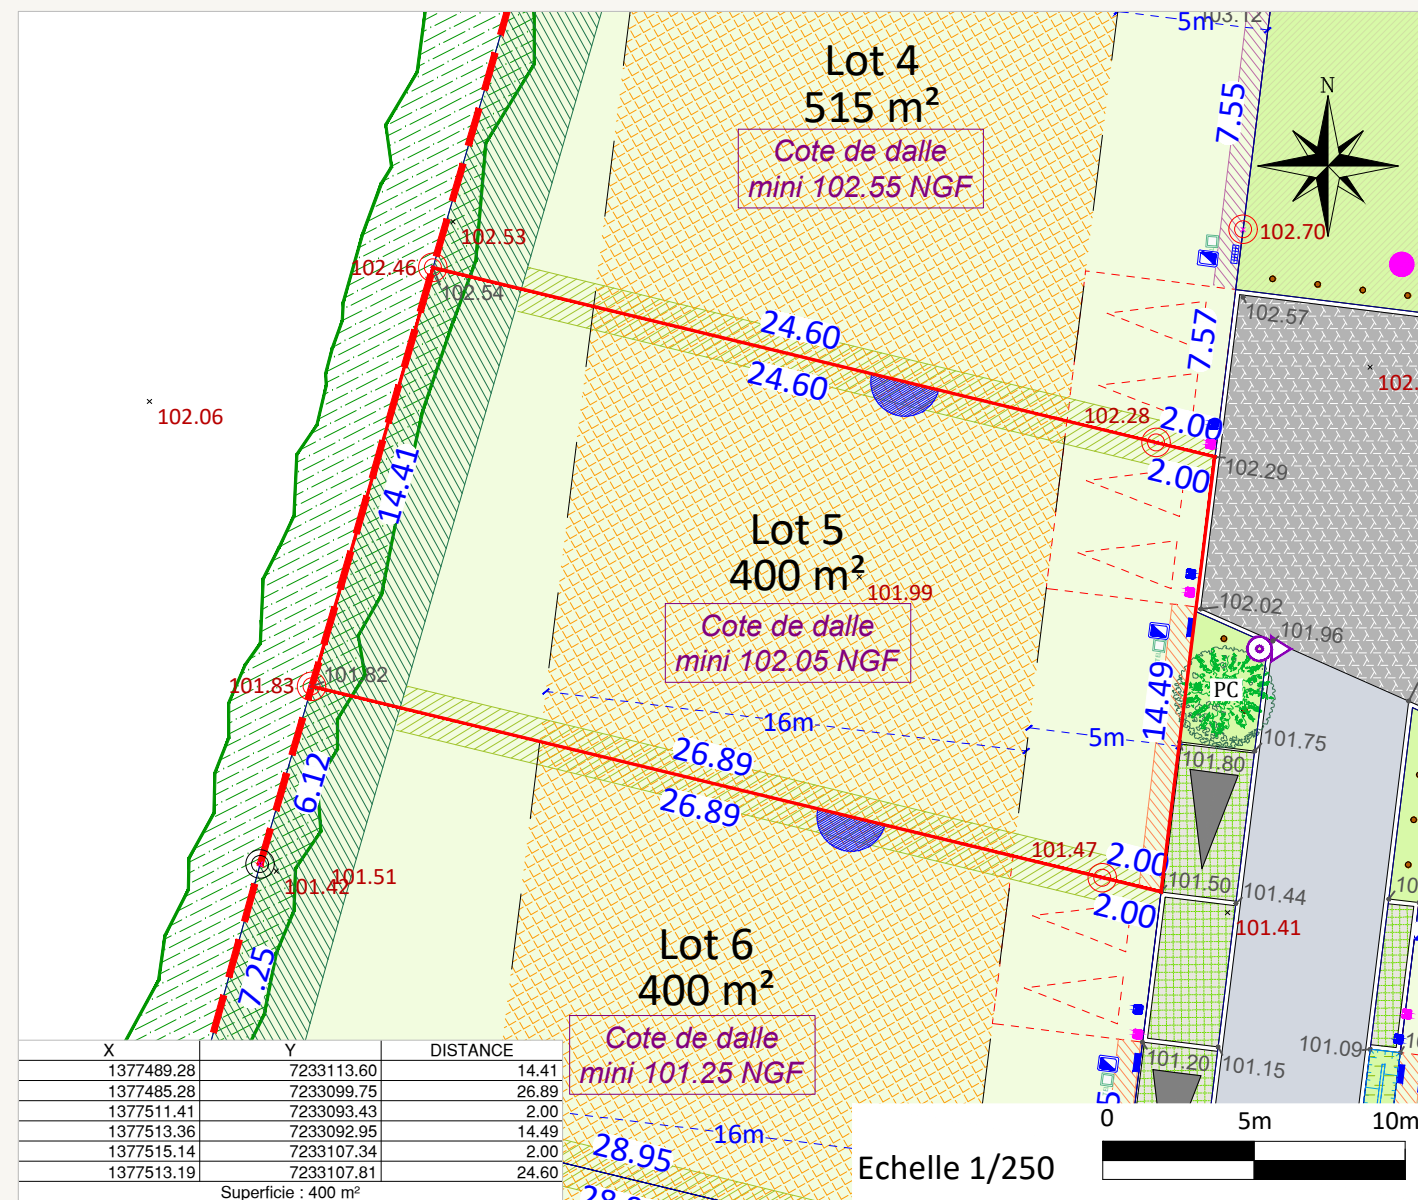 103.12
5m
Lot 4
515 m²
Cote de dalle
mini 102.55 NGF
7.55
N
102.53
102.46
102.54
102.70
102.57
24.60
24.60
7.57
102.
102.06
102.28
2.00
2.00
102.29
14.41
Lot 5
400 m²
101.99
Cote de dalle
mini 102.05 NGF
102.02
101.96
101.83
101.82
PC
14.49
16m
5m
101.75
101.80
26.89
26.89
6.12
101.47
2.00
2.00
101.50
101.44
101.41
101.42
101.51
10
Lot 6
400 m²
7.25
Cote de dalle
mini 101.25 NGF
101.09
101.20
101.15
5
16m
28.95
X Y DISTANCE
1377489.28 7233113.60 14.41
1377485.28 7233099.75 26.89
1377511.41 7233093.43 2.00
1377513.36 7233092.95 14.49
1377515.14 7233107.34 2.00
1377513.19 7233107.81 24.60
Superficie : 400 m²
Echelle 1/250
0 5m 10m